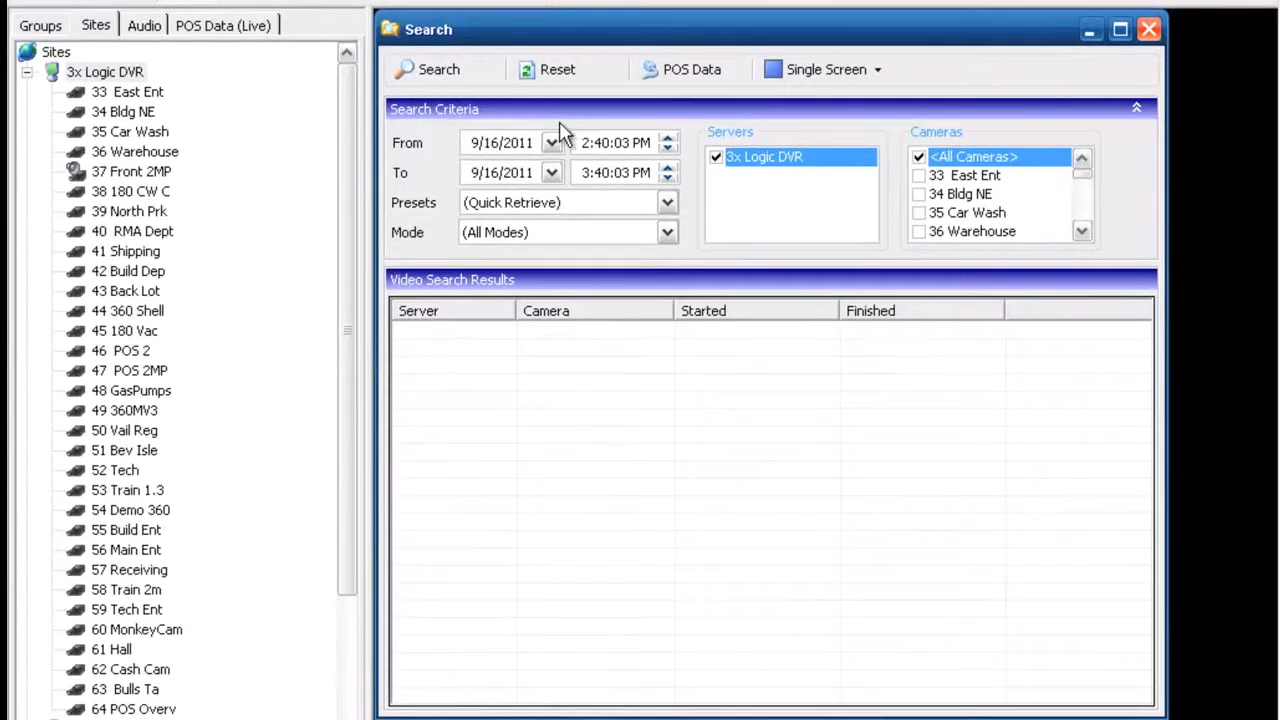 Groups Sites Audio POS Data (Live)
Sites
3x Logic DVR
33 East Ent
34 Bldg NE
35 Car Wash
36 Warehouse
37 Front 2MP
38 180 CW C
39 North Prk
40 RMA Dept
41 Shipping
42 Build Dep
43 Back Lot
44 360 Shell
45 180 Vac
46 POS 2
47 POS 2MP
48 GasPumps
49 360MV3
50 Vail Reg
51 Bev Isle
52 Tech
53 Train 1.3
54 Demo 360
55 Build Ent
56 Main Ent
57 Receiving
58 Train 2m
59 Tech Ent
60 MonkeyCam
61 Hall
62 Cash Cam
63 Bulls Ta
64 POS Overv
Search
Search Reset POS Data Single Screen
Search Criteria
From 9/16/2011 2:40:03 PM
To 9/16/2011 3:40:03 PM
Presets (Quick Retrieve)
Mode (All Modes)
Servers
3x Logic DVR
Cameras
<All Cameras>
33 East Ent
34 Bldg NE
35 Car Wash
36 Warehouse
Video Search Results
Server Camera Started Finished